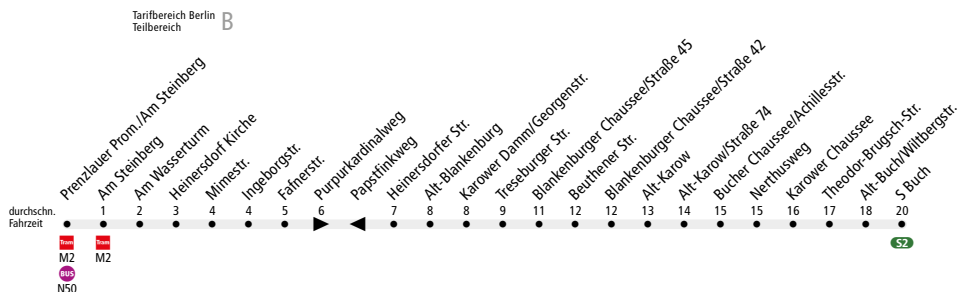 Tarifbereich Berlin
Teilbereich
B
Prenzlauer Prom./Am Steinberg
Am Steinberg
Am Wasserturm
Heinersdorf Kirche
Mimestr.
Ingeborgstr.
Fafnerstr.
Purpurkardinalweg
Papstfinkweg
Heinersdorfer Str.
Alt-Blankenburg
Karower Damm/Georgenstr.
Treseburger Str.
Blankenburger Chaussee/Straße 45
Beuthener Str.
Blankenburger Chaussee/Straße 42
Alt-Karow
Alt-Karow/Straße 74
Bucher Chaussee/Achillesstr.
Nerthusweg
Karower Chaussee
Theodor-Brugsch-Str.
Alt-Buch/Wiltbergstr.
S Buch
durchschn. 1 2 3 4 4 5 6 7 8 8 9 11 12 12 13 14 15 15 16 17 18 20
Fahrzeit
Tram Tram S2
M2 M2
BUS
N50